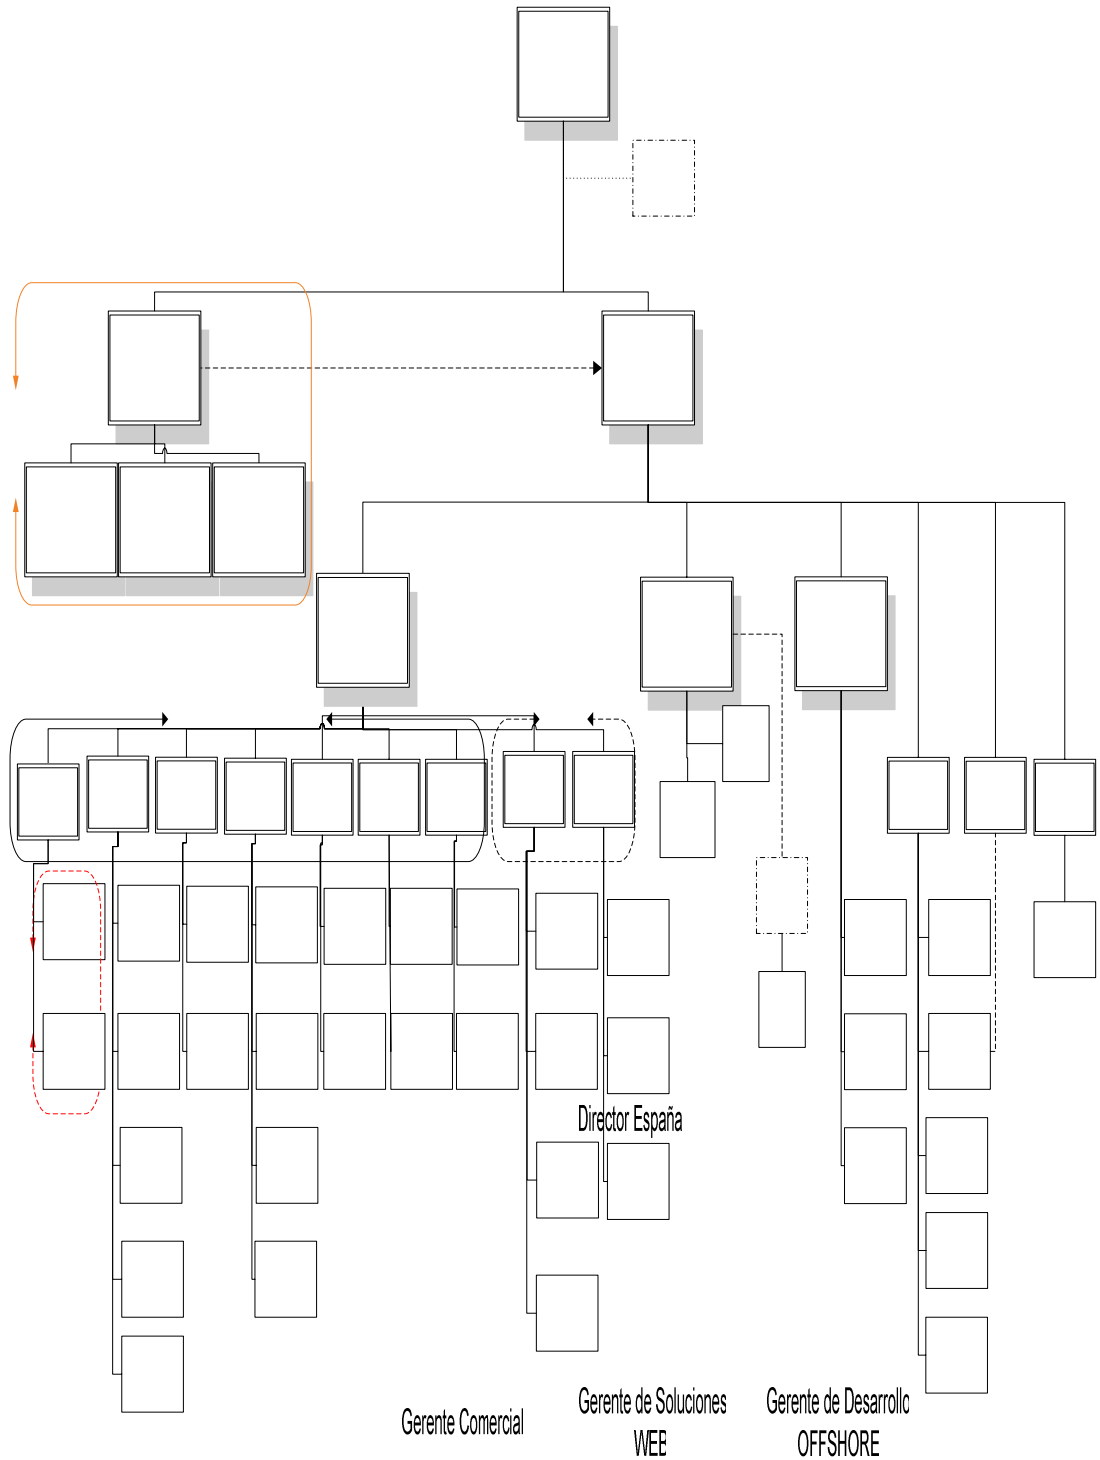 Director España
Gerente Comercial
Gerente de Soluciones
WEB
Gerente de Desarrollo
OFFSHORE